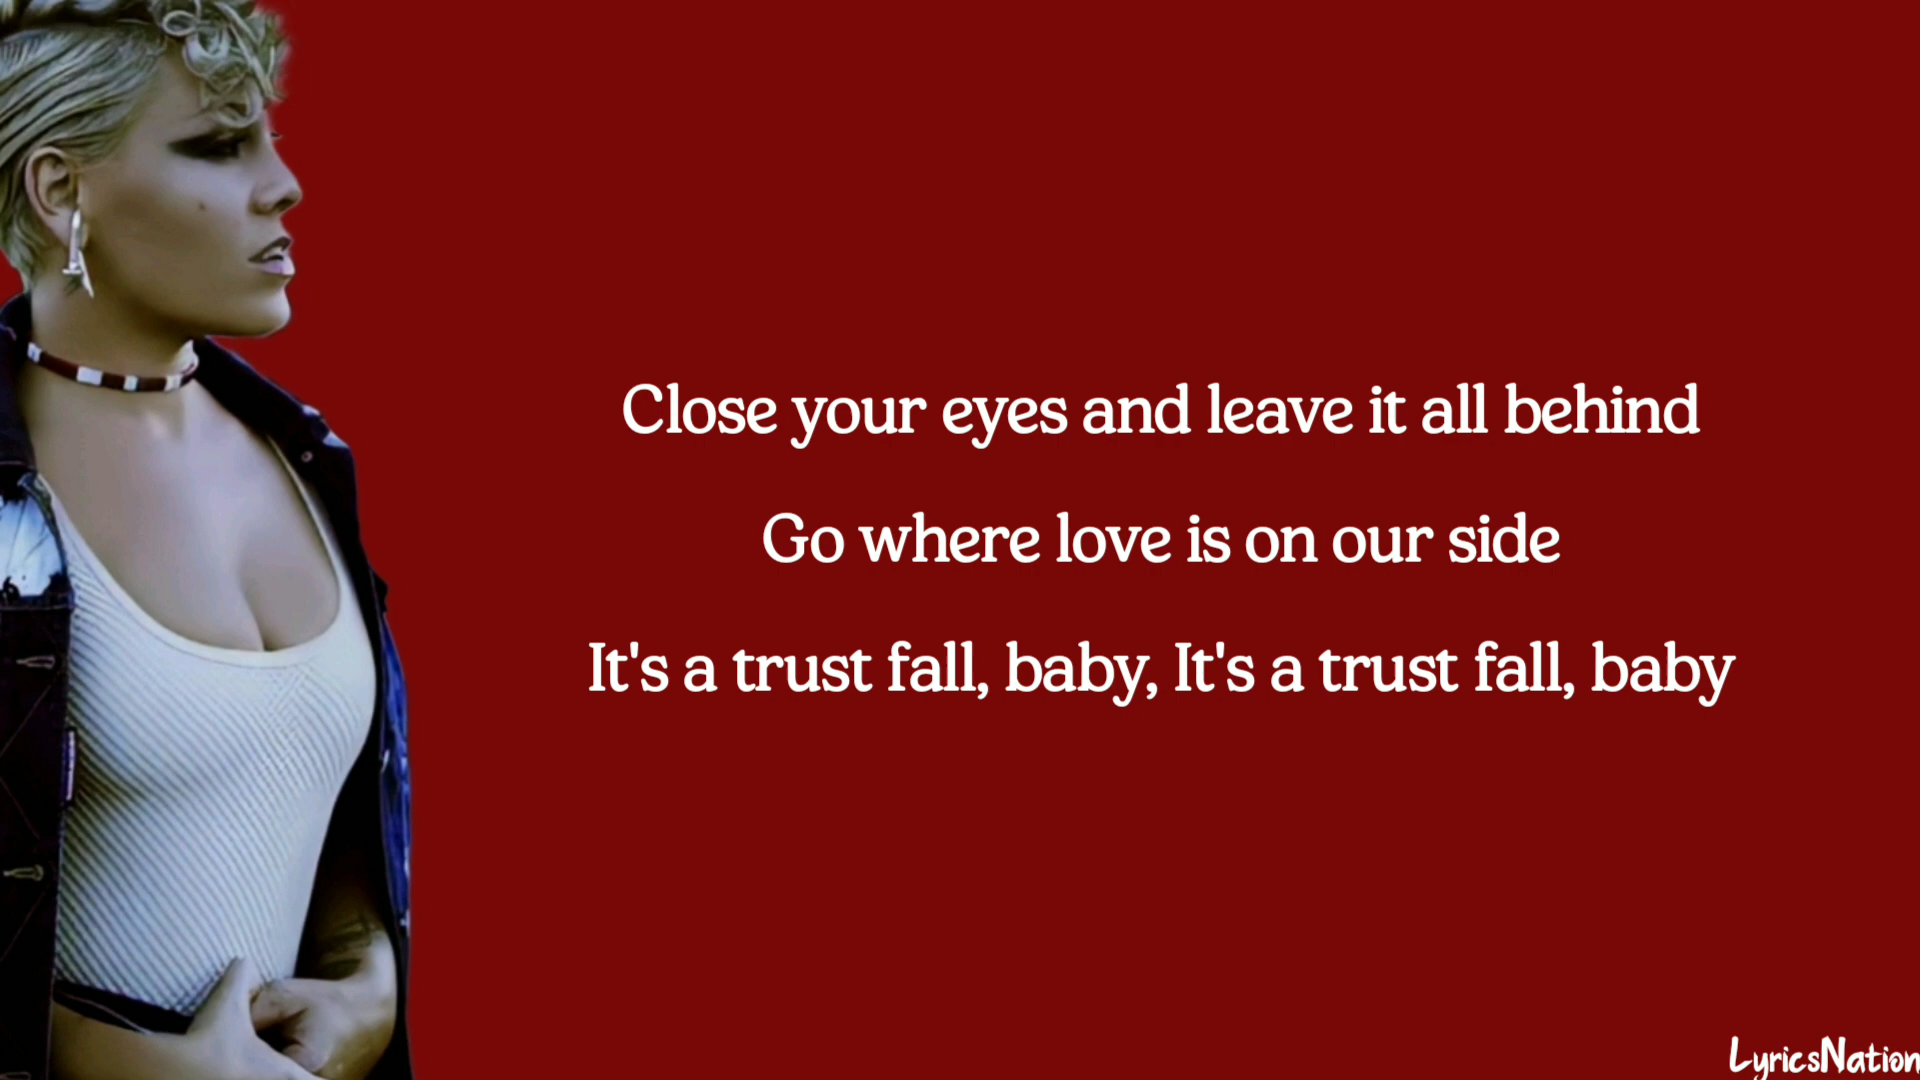 Close your eyes and leave it all behind
Go where love is on our side
It's a trust fall, baby, It's a trust fall, baby
LyricsNation